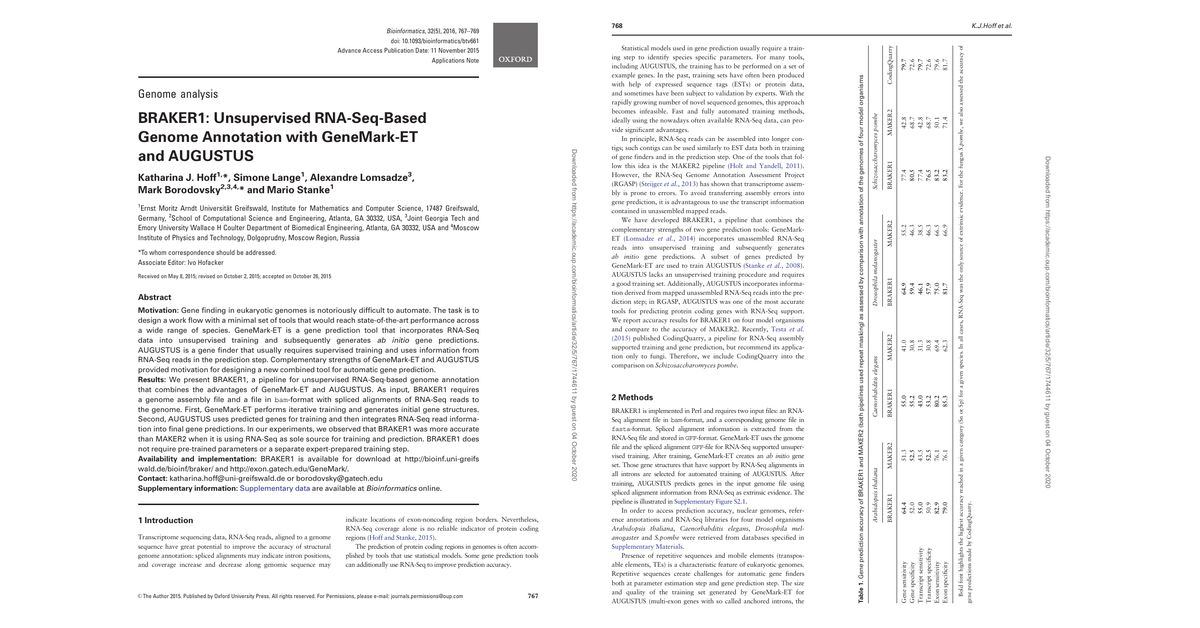 Bioinformatics, 32(5), 2016, 767–769
doi: 10.1093/bioinformatics/btv661
Advance Access Publication Date: 11 November 2015
Applications Note
OXFORD
Genome analysis
BRAKER1: Unsupervised RNA-Seq-Based
Genome Annotation with GeneMark-ET
and AUGUSTUS
Katharina J. Hoff1,*, Simone Lange1, Alexandre Lomsadze3,
Mark Borodovsky2,3,4,* and Mario Stanke1
1Ernst Moritz Arndt Universität Greifswald, Institute for Mathematics and Computer Science, 17487 Greifswald,
Germany, 2School of Computational Science and Engineering, Atlanta, GA 30332, USA, 3Joint Georgia Tech and
Emory University Wallace H Coulter Department of Biomedical Engineering, Atlanta, GA 30332, USA and 4Moscow
Institute of Physics and Technology, Dolgoprudny, Moscow Region, Russia
*To whom correspondence should be addressed.
Associate Editor: Ivo Hofacker
Received on May 8, 2015; revised on October 2, 2015; accepted on October 26, 2015
Abstract
Motivation: Gene finding in eukaryotic genomes is notoriously difficult to automate. The task is to
design a work flow with a minimal set of tools that would reach state-of-the-art performance across
a wide range of species. GeneMark-ET is a gene prediction tool that incorporates RNA-Seq
data into unsupervised training and subsequently generates ab initio gene predictions.
AUGUSTUS is a gene finder that usually requires supervised training and uses information from
RNA-Seq reads in the prediction step. Complementary strengths of GeneMark-ET and AUGUSTUS
provided motivation for designing a new combined tool for automatic gene prediction.
Results: We present BRAKER1, a pipeline for unsupervised RNA-Seq-based genome annotation
that combines the advantages of GeneMark-ET and AUGUSTUS. As input, BRAKER1 requires
a genome assembly file and a file in bam-format with spliced alignments of RNA-Seq reads to
the genome. First, GeneMark-ET performs iterative training and generates initial gene structures.
Second, AUGUSTUS uses predicted genes for training and then integrates RNA-Seq read informa-
tion into final gene predictions. In our experiments, we observed that BRAKER1 was more accurate
than MAKER2 when it is using RNA-Seq as sole source for training and prediction. BRAKER1 does
not require pre-trained parameters or a separate expert-prepared training step.
Availability and implementation: BRAKER1 is available for download at http://bioinf.uni-greifs
wald.de/bioinf/braker/ and http://exon.gatech.edu/GeneMark/.
Contact: katharina.hoff@uni-greifswald.de or borodovsky@gatech.edu
Supplementary information: Supplementary data are available at Bioinformatics online.
1 Introduction
Transcriptome sequencing data, RNA-Seq reads, aligned to a genome
sequence have great potential to improve the accuracy of structural
genome annotation: spliced alignments may indicate intron positions,
and coverage increase and decrease along genomic sequence may
indicate locations of exon-noncoding region borders. Nevertheless,
RNA-Seq coverage alone is no reliable indicator of protein coding
regions (Hoff and Stanke, 2015).
The prediction of protein coding regions in genomes is often accom-
plished by tools that use statistical models. Some gene prediction tools
can additionally use RNA-Seq to improve prediction accuracy.
© The Author 2015. Published by Oxford University Press. All rights reserved. For Permissions, please e-mail: journals.permissions@oup.com
767
Downloaded from https://academic.oup.com/bioinformatics/article/32/5/767/1744611 by guest on 04 October 2020
768
K.J.Hoff et al.
Statistical models used in gene prediction usually require a train-
ing step to identify species specific parameters. For many tools,
including AUGUSTUS, the training has to be performed on a set of
example genes. In the past, training sets have often been produced
with help of expressed sequence tags (ESTs) or protein data,
and sometimes have been subject to validation by experts. With the
rapidly growing number of novel sequenced genomes, this approach
becomes infeasible. Fast and fully automated training methods,
ideally using the nowadays often available RNA-Seq data, can pro-
vide significant advantages.
In principle, RNA-Seq reads can be assembled into longer con-
tigs; such contigs can be used similarly to EST data both in training
of gene finders and in the prediction step. One of the tools that fol-
low this idea is the MAKER2 pipeline (Holt and Yandell, 2011).
However, the RNA-Seq Genome Annotation Assessment Project
(RGASP) (Steijger et al., 2013) has shown that transcriptome assem-
bly is prone to errors. To avoid transferring assembly errors into
gene prediction, it is advantageous to use the transcript information
contained in unassembled mapped reads.
We have developed BRAKER1, a pipeline that combines the
complementary strengths of two gene prediction tools: GeneMark-
ET (Lomsadze et al., 2014) incorporates unassembled RNA-Seq
reads into unsupervised training and subsequently generates
ab initio gene predictions. A subset of genes predicted by
GeneMark-ET are used to train AUGUSTUS (Stanke et al., 2008).
AUGUSTUS lacks an unsupervised training procedure and requires
a good training set. Additionally, AUGUSTUS incorporates informa-
tion derived from mapped unassembled RNA-Seq reads into the pre-
diction step; in RGASP, AUGUSTUS was one of the most accurate
tools for predicting protein coding genes with RNA-Seq support.
We report accuracy results for BRAKER1 on four model organisms
and compare to the accuracy of MAKER2. Recently, Testa et al.
(2015) published CodingQuarry, a pipeline for RNA-Seq assembly
supported training and prediction, but recommend its applica-
tion only to fungi. Therefore, we include CodingQuarry into the
comparison on Schizosaccharomyces pombe.
2 Methods
BRAKER1 is implemented in Perl and requires two input files: an RNA-
Seq alignment file in bam-format, and a corresponding genome file in
fasta-format. Spliced alignment information is extracted from the
RNA-Seq file and stored in GFF-format. GeneMark-ET uses the genome
file and the spliced alignment GFF-file for RNA-Seq supported unsuper-
vised training. After training, GeneMark-ET creates an ab initio gene
set. Those gene structures that have support by RNA-Seq alignments in
all introns are selected for automated training of AUGUSTUS. After
training, AUGUSTUS predicts genes in the input genome file using
spliced alignment information from RNA-Seq as extrinsic evidence. The
pipeline is illustrated in Supplementary Figure S2.1.
In order to access prediction accuracy, nuclear genomes, refer-
ence annotations and RNA-Seq libraries for four model organisms
Arabidopsis thaliana, Caenorhabditis elegans, Drosophila mel-
anogaster and S.pombe were retrieved from databases specified in
Supplementary Materials.
Presence of repetitive sequences and mobile elements (transpos-
able elements, TEs) is a characteristic feature of eukaryotic genomes.
Repetitive sequences create challenges for automatic gene finders
both at parameter estimation step and gene prediction step. The size
and quality of the training set generated by GeneMark-ET for
AUGUSTUS (multi-exon genes with so called anchored introns, the
Table 1. Gene prediction accuracy of BRAKER1 and MAKER2 (both pipelines used repeat masking) as assessed by comparison with annotation of the genomes of four model organisms
Arabidopsis thaliana Caenorhabditis elegans Drosophila melanogaster Schizosaccharomyces pombe
BRAKER1 MAKER2 BRAKER1 MAKER2 BRAKER1 MAKER2 BRAKER1 MAKER2 CodingQuarry
Gene sensitivity 64.4 51.3 55.0 41.0 64.9 55.2 77.4 42.8 79.7
Gene specificity 52.0 52.5 55.2 30.8 59.4 46.3 80.5 68.7 72.6
Transcript sensitivity 55.0 43.5 43.0 31.3 46.1 38.5 77.4 42.8 79.7
Transcript specificity 50.9 52.5 53.2 30.8 57.9 46.3 76.5 68.7 72.6
Exon sensitivity 82.9 76.1 80.2 69.4 75.0 66.5 83.2 50.1 79.6
Exon specificity 79.0 76.1 85.3 62.3 81.7 66.9 83.2 71.4 81.7
Bold font highlights the highest accuracy reached in a given category (Sn or Sp) for a given species. In all cases, RNA-Seq was the only source of extrinsic evidence. For the fungus S.pombe, we also assessed the accuracy of
gene predictions made by CodingQuarry.
Downloaded from https://academic.oup.com/bioinformatics/article/32/5/767/1744611 by guest on 04 October 2020